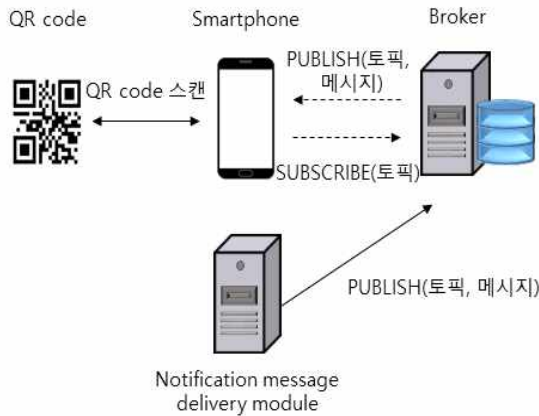 QR code
Smartphone
Broker
PUBLISH(토픽,
메시지)
QR code 스캔
SUBSCRIBE(토픽)
PUBLISH(토픽, 메시지)
Notification message
delivery module